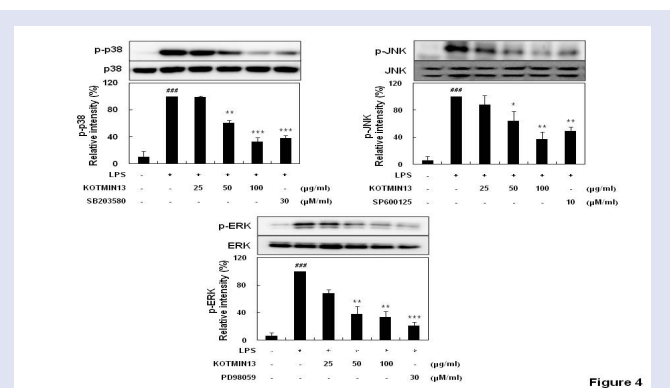 p-p38
p38
p-p38
Relative intensity (%)
120
80
40
0
###
**
***
***
LPS - + + + + +
KOTMIN13 - - 25 50 100 - (μg/ml)
SB203580 - - - - - 30 (μM/ml)
p-JNK
JNK
p-JNK
Relative intensity (%)
120
80
40
0
###
*
**
**
LPS - + + + + +
KOTMIN13 - - 25 50 100 - (μg/ml)
SP600125 - - - - - 10 (μM/ml)
p-ERK
ERK
p-ERK
Relative intensity (%)
120
80
40
0
###
**
**
***
LPS - + + + + +
KOTMIN13 - - 25 50 100 - (μg/ml)
PD98059 - - - - - 30 (μM/ml)
Figure 4